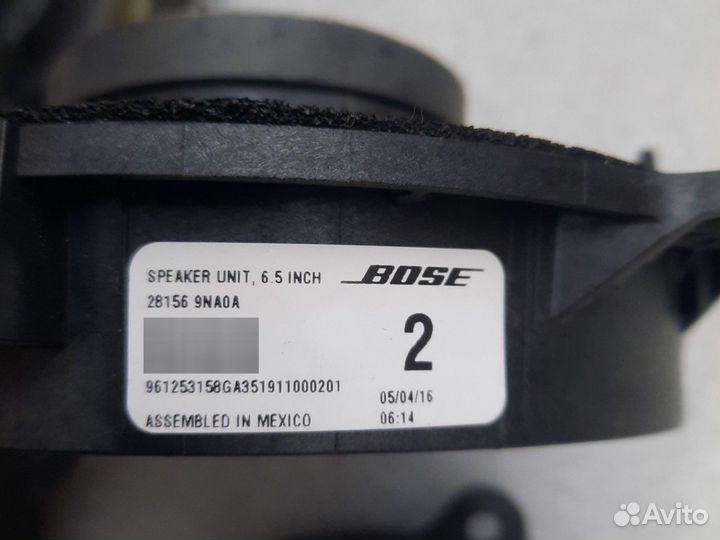 SPEAKER UNIT, 6.5 INCH BOSE
28156 9NA0A
2
961253158GA351911000201
05/04/16
ASSEMBLED IN MEXICO
06:14
Avito